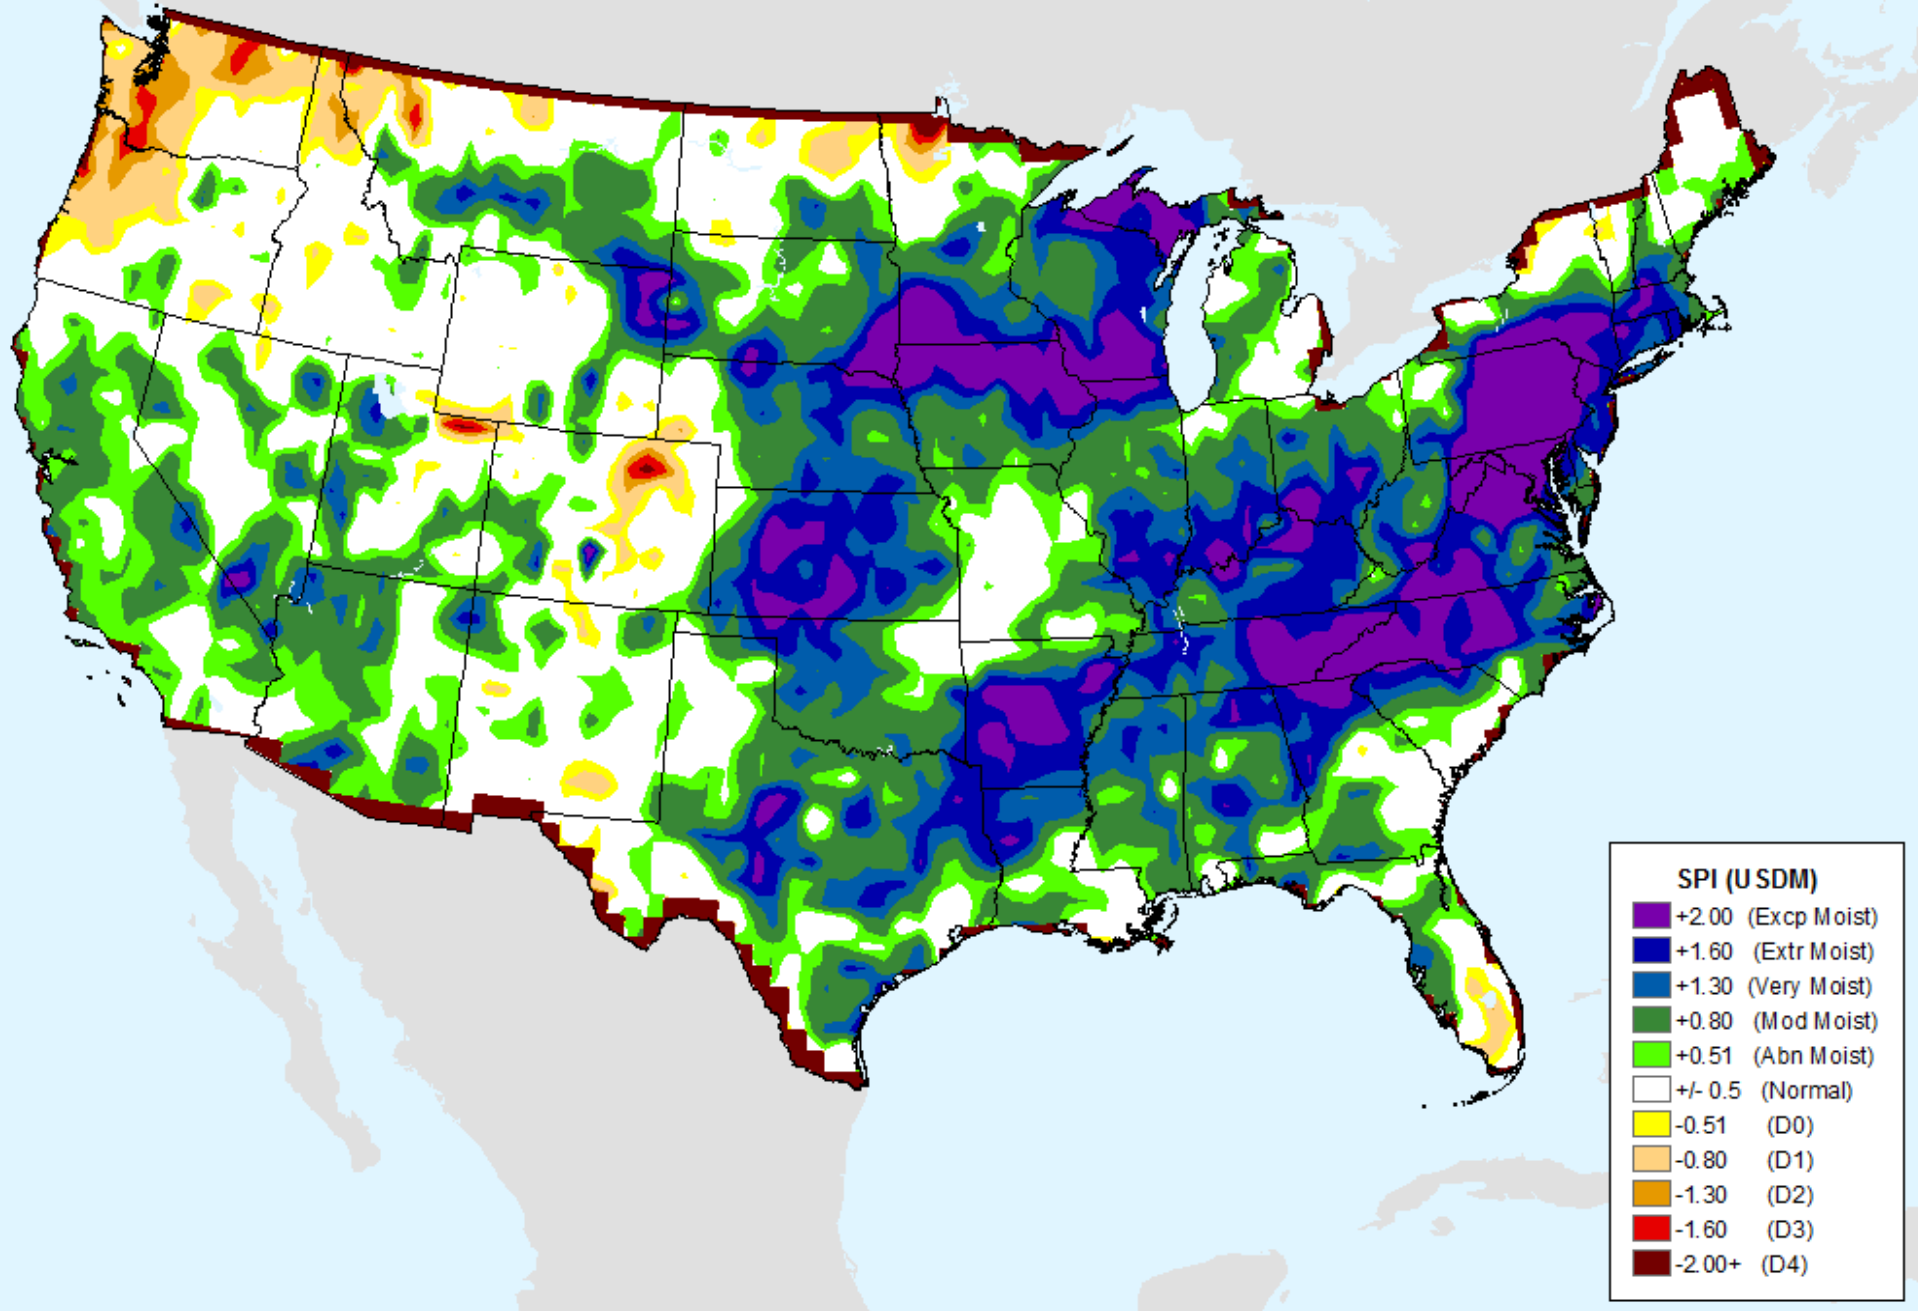 SPI (USDM)
+2.00 (Excp Moist)
+1.60 (Extr Moist)
+1.30 (Very Moist)
+0.80 (Mod Moist)
+0.51 (Abn Moist)
+/- 0.5 (Normal)
-0.51 (D0)
-0.80 (D1)
-1.30 (D2)
-1.60 (D3)
-2.00+ (D4)